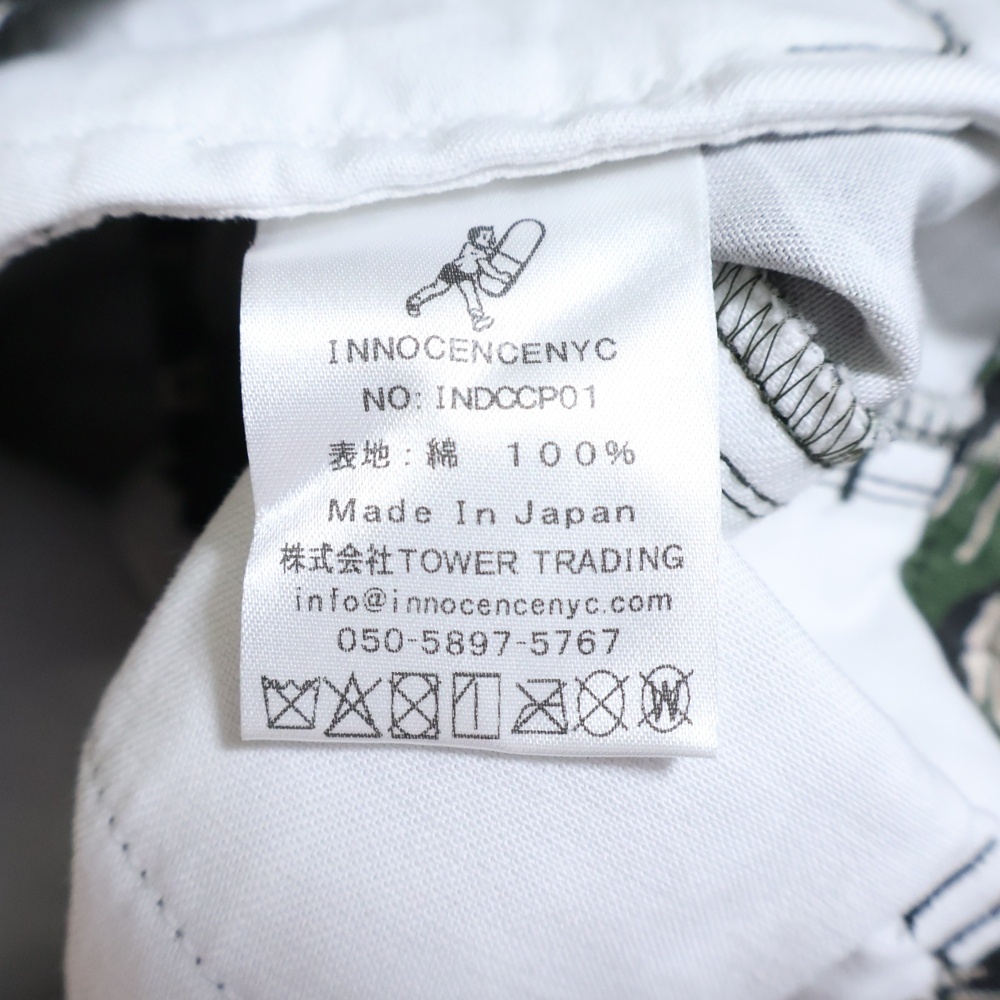 INNOCENCENYC
NO: INDCCP01
表地：綿　１００％
Made In Japan
株式会社TOWER TRADING
info@innocencenyc.com
050-5897-5767
W